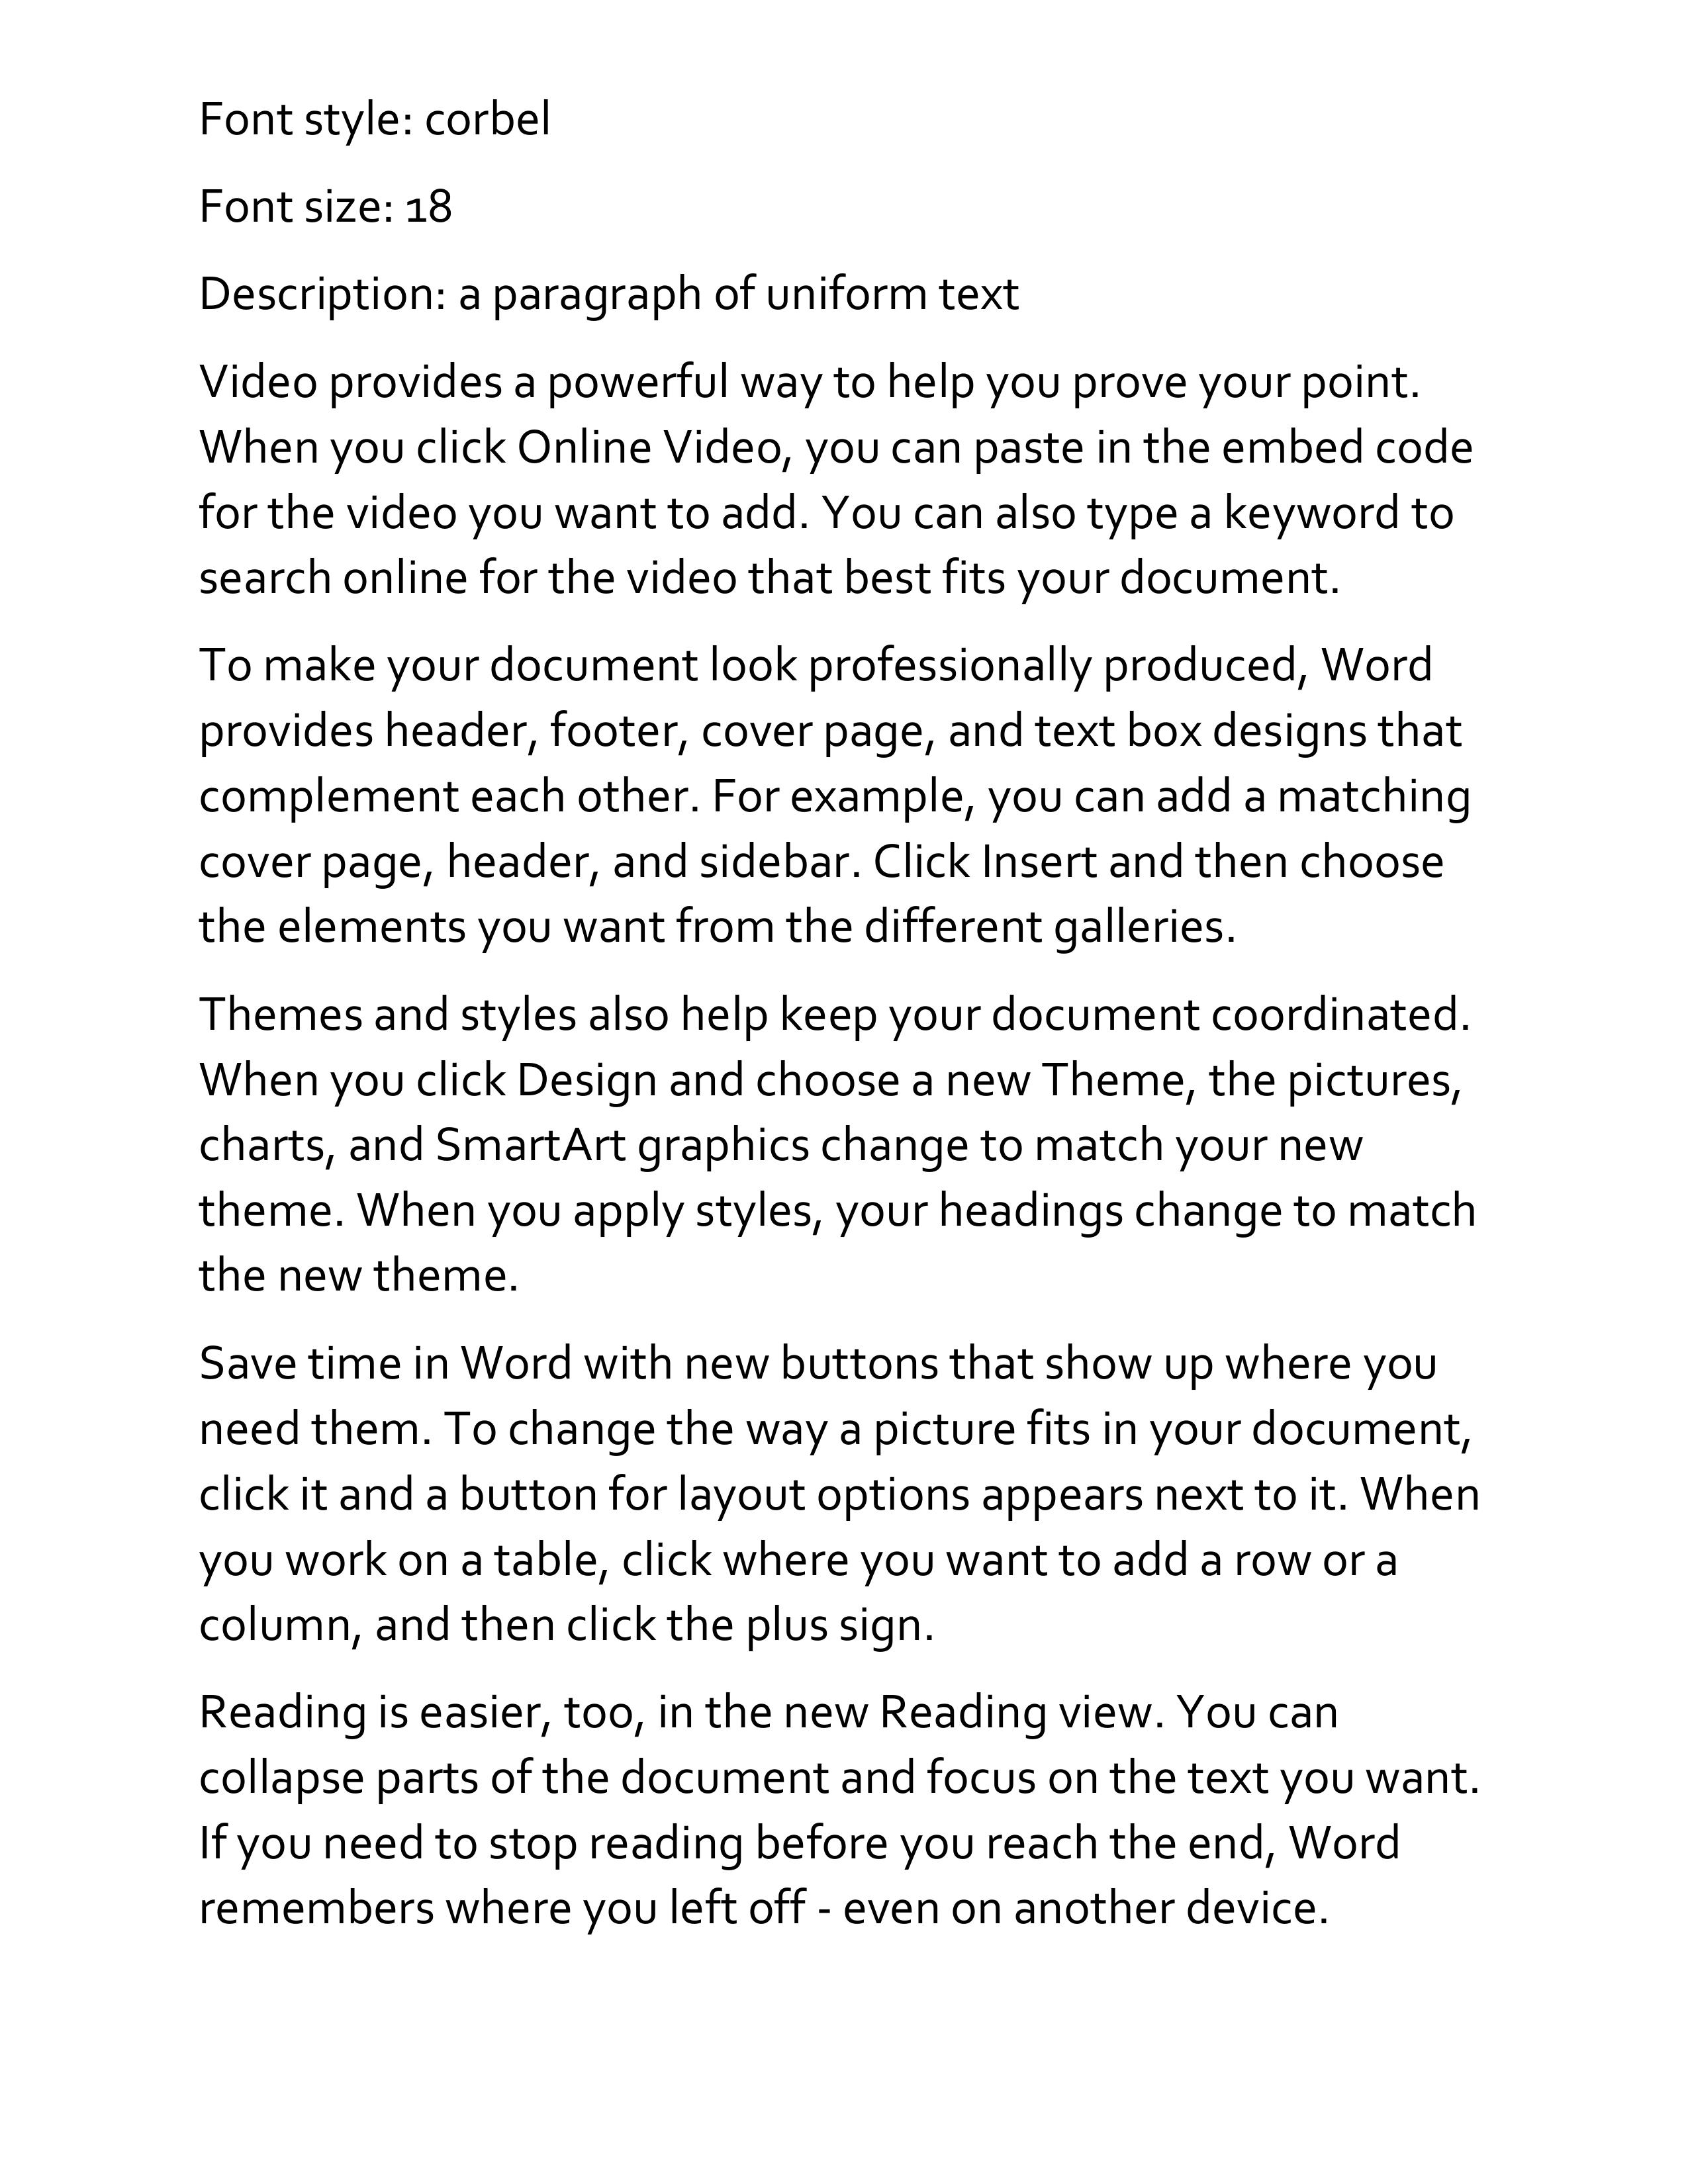 Font style: corbel
Font size: 18
Description: a paragraph of uniform text
Video provides a powerful way to help you prove your point.
When you click Online Video, you can paste in the embed code
for the video you want to add. You can also type a keyword to
search online for the video that best fits your document.
To make your document look professionally produced, Word
provides header, footer, cover page, and text box designs that
complement each other. For example, you can add a matching
cover page, header, and sidebar. Click Insert and then choose
the elements you want from the different galleries.
Themes and styles also help keep your document coordinated.
When you click Design and choose a new Theme, the pictures,
charts, and SmartArt graphics change to match your new
theme. When you apply styles, your headings change to match
the new theme.
Save time in Word with new buttons that show up where you
need them. To change the way a picture fits in your document,
click it and a button for layout options appears next to it. When
you work on a table, click where you want to add a row or a
column, and then click the plus sign.
Reading is easier, too, in the new Reading view. You can
collapse parts of the document and focus on the text you want.
If you need to stop reading before you reach the end, Word
remembers where you left off - even on another device.